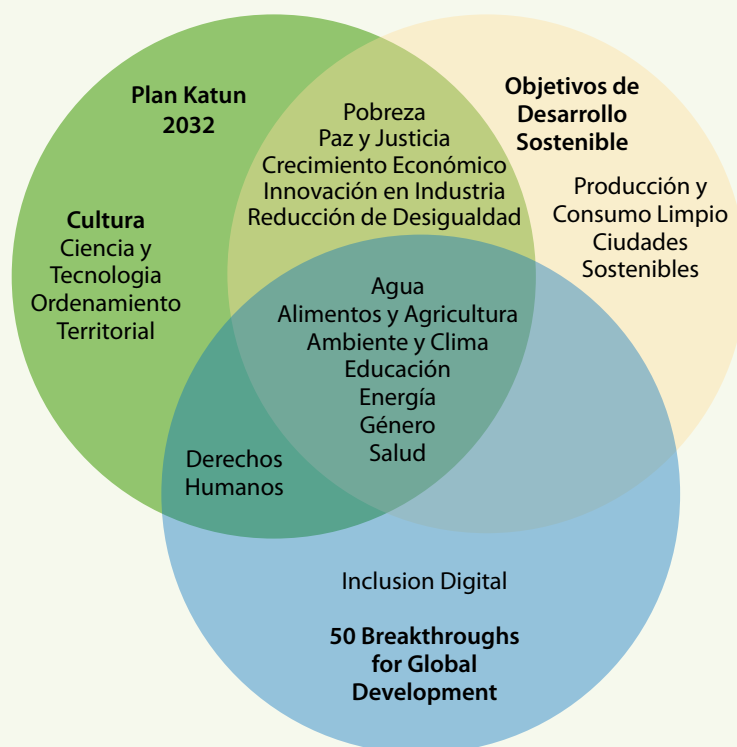 Plan Katun
2032
Cultura
Ciencia y
Tecnologia
Ordenamiento
Territorial
Pobreza
Paz y Justicia
Crecimiento Económico
Innovación en Industria
Reducción de Desigualdad
Objetivos de
Desarrollo
Sostenible
Producción y
Consumo Limpio
Ciudades
Sostenibles
Agua
Alimentos y Agricultura
Ambiente y Clima
Educación
Energía
Género
Salud
Derechos
Humanos
Inclusion Digital
50 Breakthroughs
for Global
Development